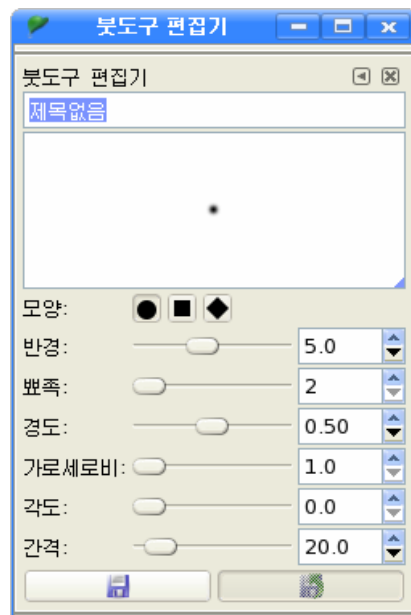 붓도구 편집기
붓도구 편집기
제목없음
모양:
반경: 5.0
뾰족: 2
경도: 0.50
가로세로비: 1.0
각도: 0.0
간격: 20.0